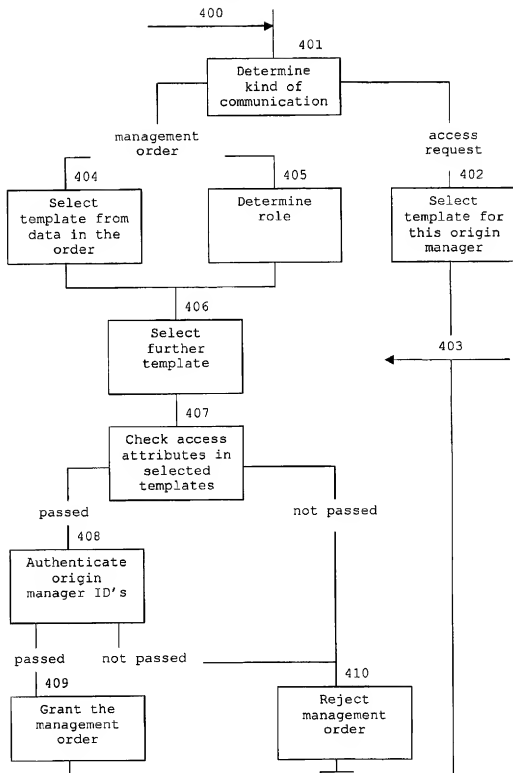 400
401
Determine
kind of
communication
management
order
access
request
404
405
402
Select
template from
data in the
order
Determine
role
Select
template for
this origin
manager
406
403
Select
further
template
407
Check access
attributes in
selected
templates
passed
not passed
408
Authenticate
origin
manager ID's
passed
not passed
409
410
Grant the
management
order
Reject
management
order